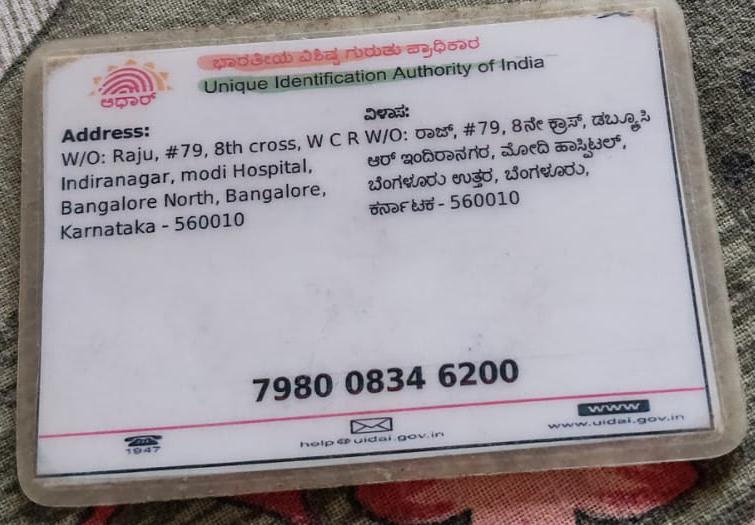 ಭಾರತೀಯ ವಿಶಿಷ್ಟ ಗುರುತು ಪ್ರಾಧಿಕಾರ
Unique Identification Authority of India
ಆಧಾರ್
Address:
W/O: Raju, #79, 8th cross, W C R
Indiranagar, modi Hospital,
Bangalore North, Bangalore,
Karnataka - 560010
ವಿಳಾಸ:
W/O: ರಾಜ್, #79, 8ನೇ ಕ್ರಾಸ್, ಡಬ್ಲ್ಯೂ ಸಿ
ಆರ್ ಇಂದಿರಾನಗರ, ಮೋದಿ ಹಾಸ್ಪಿಟಲ್,
ಬೆಂಗಳೂರು ಉತ್ತರ, ಬೆಂಗಳೂರು,
ಕರ್ನಾಟಕ - 560010
7980 0834 6200
1947
help@uidai.gov.in
www
www.uidai.gov.in